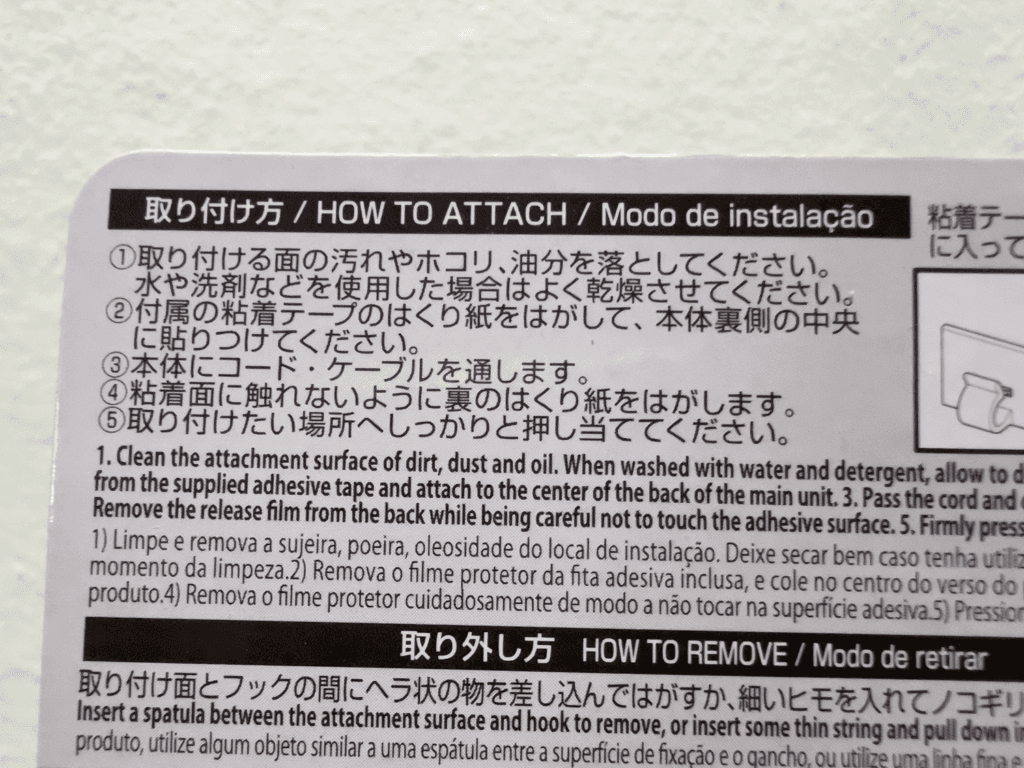 取り付け方 / HOW TO ATTACH / Modo de instalação
①取り付ける面の汚れやホコリ、油分を落としてください。
水や洗剤などを使用した場合はよく乾燥させてください。
②付属の粘着テープのはくり紙をはがして、本体裏側の中央
に貼りつけてください。
③本体にコード・ケーブルを通します。
④粘着面に触れないように裏のはくり紙をはがします。
⑤取り付けたい場所へしっかりと押し当ててください。
1. Clean the attachment surface of dirt, dust and oil. When washed with water and detergent, allow to d
from the supplied adhesive tape and attach to the center of the back of the main unit. 3. Pass the cord and
Remove the release film from the back while being careful not to touch the adhesive surface. 5. Firmly press
1) Limpe e remova a sujeira, poeira, oleosidade do local de instalação. Deixe secar bem caso tenha utiliz
momento da limpeza.2) Remova o filme protetor da fita adesiva inclusa, e cole no centro do verso do
produto.4) Remova o filme protetor cuidadosamente de modo a não tocar na superfície adesiva.5) Pression
粘着テー
に入って
取り外し方 HOW TO REMOVE / Modo de retirar
取り付け面とフックの間にヘラ状の物を差し込んではがすか、細いヒモを入れてノコギリ
Insert a spatula between the attachment surface and hook to remove, or insert some thin string and pull down in
produto, utilize algum objeto similar a uma espátula entre a superfície de fixação e o gancho, ou utilize uma linha fina e